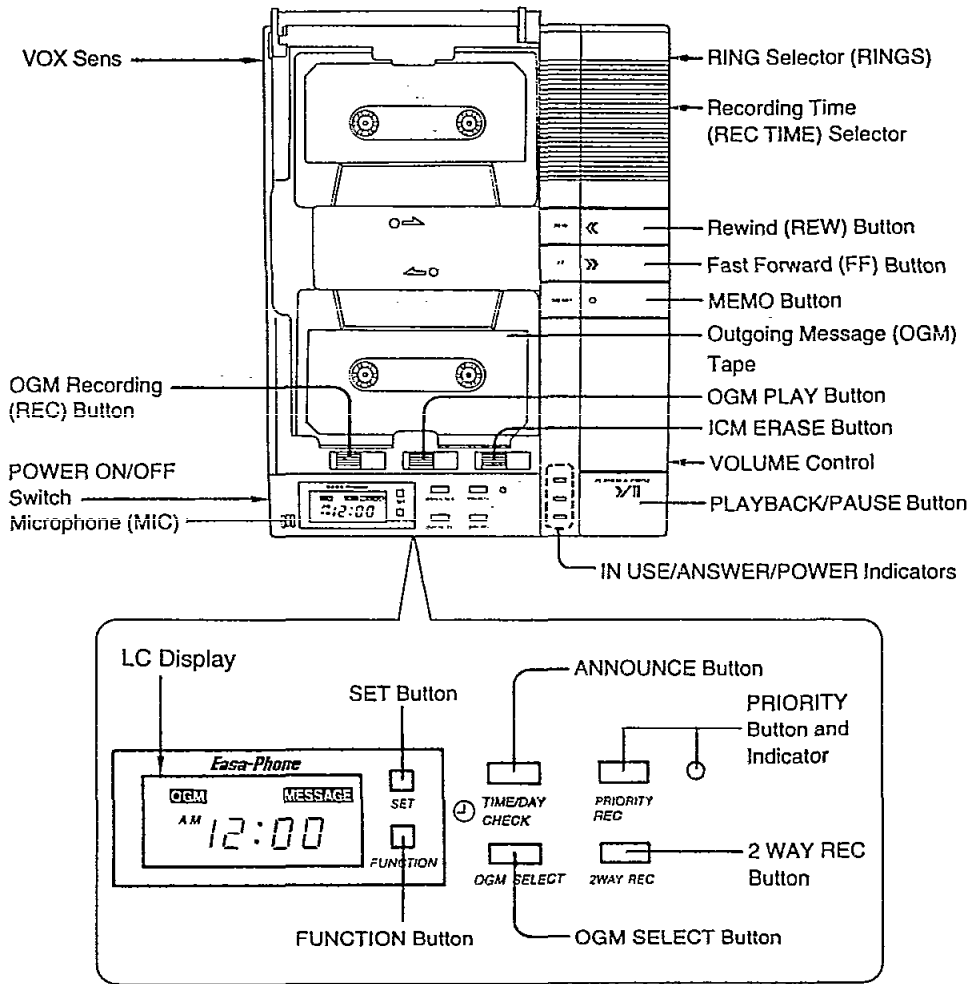 VOX Sens
RING Selector (RINGS)
Recording Time
(REC TIME) Selector
Rewind (REW) Button
Fast Forward (FF) Button
MEMO Button
Outgoing Message (OGM)
Tape
OGM Recording
(REC) Button
OGM PLAY Button
ICM ERASE Button
VOLUME Control
POWER ON/OFF
Switch
Microphone (MIC)
12:00
PLAYBACK/PAUSE Button
IN USE/ANSWER/POWER Indicators
LC Display
SET Button
ANNOUNCE Button
PRIORITY
Button and
Indicator
Easa-Phone
OGM MESSAGE
AM 12:00
SET
FUNCTION
TIME/DAY
CHECK
PRIORITY
REC
OGM SELECT
2WAY REC
2 WAY REC
Button
FUNCTION Button
OGM SELECT Button